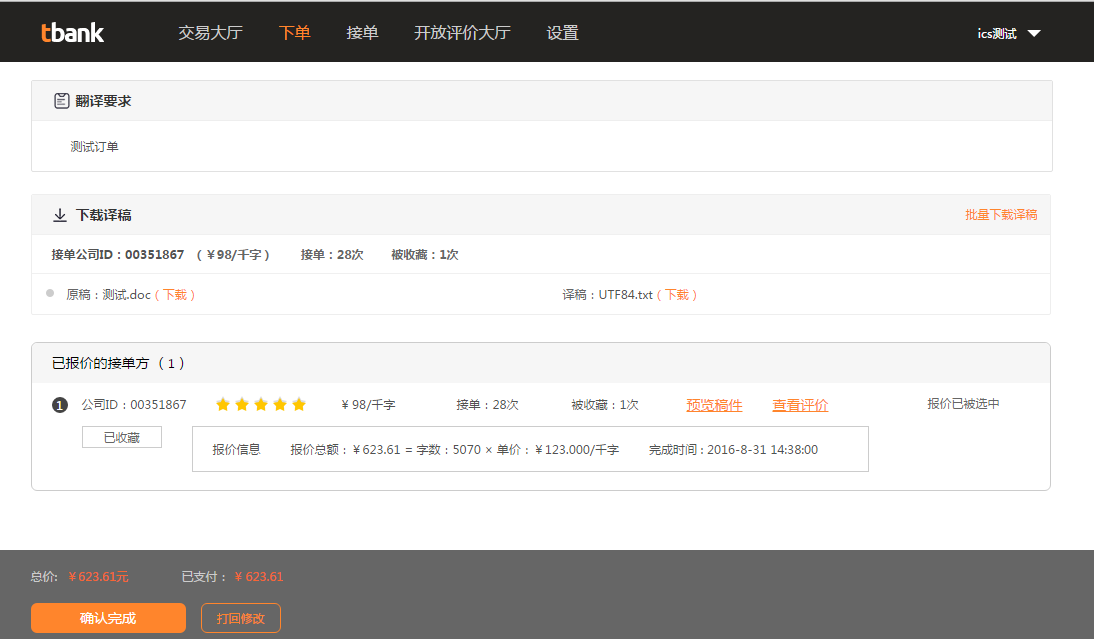 tbank 交易大厅 下单 接单 开放评价大厅 设置 ics测试
翻译要求
测试订单
下载译稿 批量下载译稿
接单公司ID：00351867 （￥98/千字） 接单：28次 被收藏：1次
原稿：测试.doc（下载） 译稿：UTF84.txt（下载）
已报价的接单方（1）
1 公司ID：00351867 ￥98/千字 接单：28次 被收藏：1次 预览稿件 查看评价 报价已被选中
已收藏
报价信息 报价总额：￥623.61 = 字数：5070 × 单价：￥123.000/千字 完成时间：2016-8-31 14:38:00
总价: ￥623.61元 已支付： ￥623.61
确认完成 打回修改